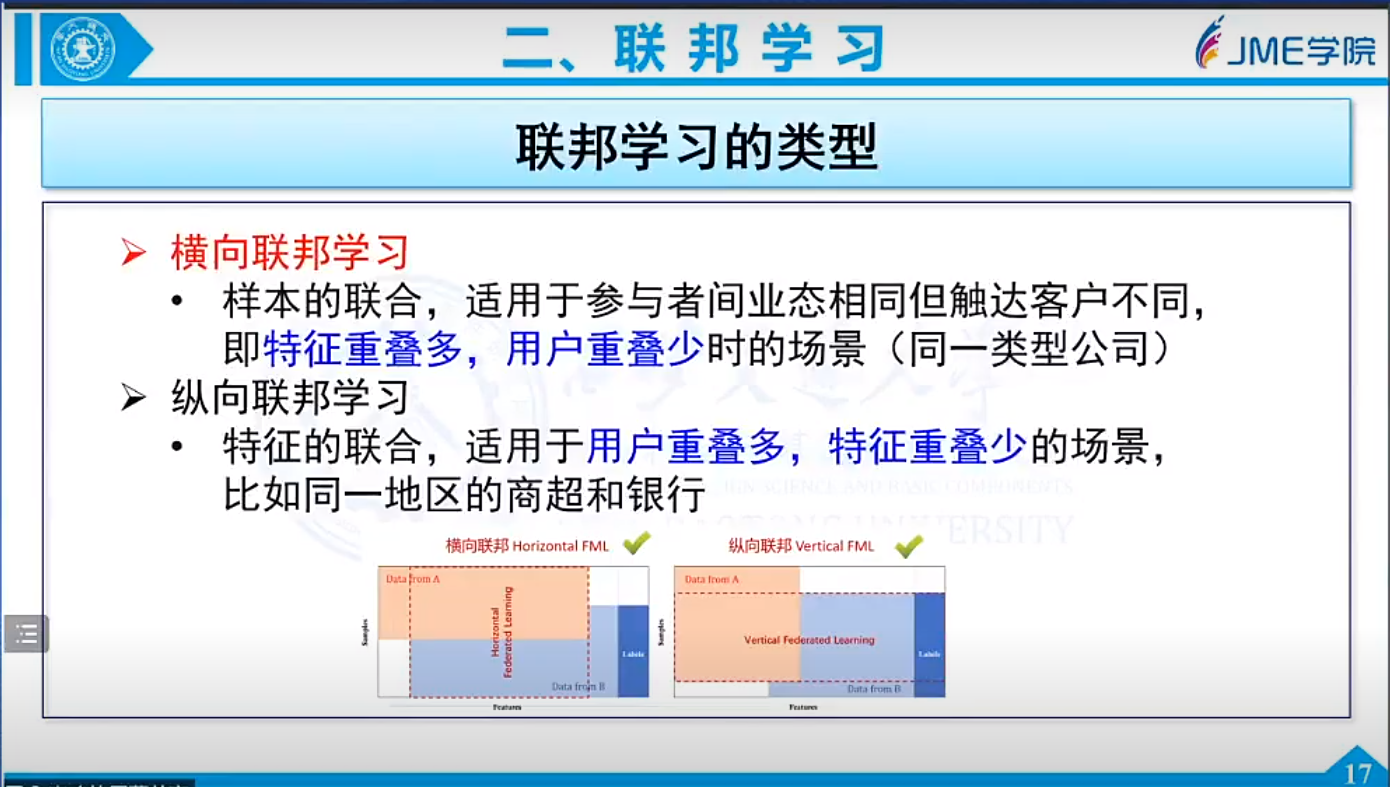 二、联邦学习
JME学院
联邦学习的类型
➢ 横向联邦学习
• 样本的联合，适用于参与者间业态相同但触达客户不同，
即特征重叠多，用户重叠少时的场景（同一类型公司）
➢ 纵向联邦学习
• 特征的联合，适用于用户重叠多，特征重叠少的场景，
比如同一地区的商超和银行
横向联邦 Horizontal FML
Data from A
Horizontal
Federated Learning
Samples
Labels
Data from B
Features
纵向联邦 Vertical FML
Data from A
Vertical Federated Learning
Samples
Labels
Data from B
Features
17